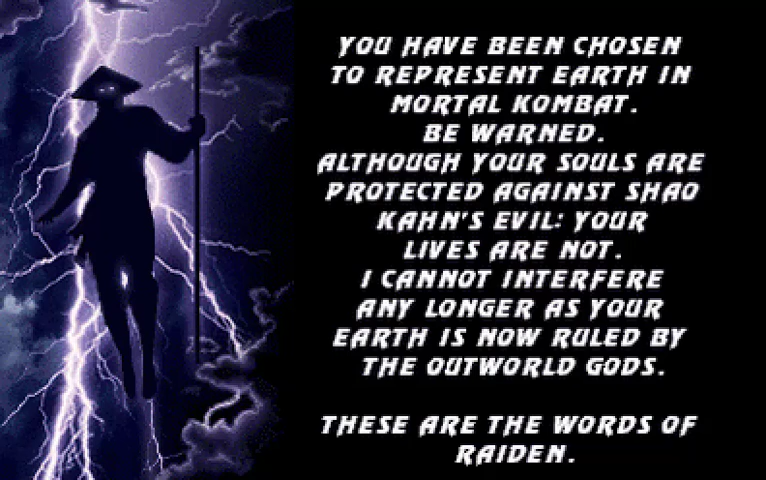 YOU HAVE BEEN CHOSEN
TO REPRESENT EARTH IN
MORTAL KOMBAT.
BE WARNED.
ALTHOUGH YOUR SOULS ARE
PROTECTED AGAINST SHAO
KAHN'S EVIL: YOUR
LIVES ARE NOT.
I CANNOT INTERFERE
ANY LONGER AS YOUR
EARTH IS NOW RULED BY
THE OUTWORLD GODS.
THESE ARE THE WORDS OF
RAIDEN.